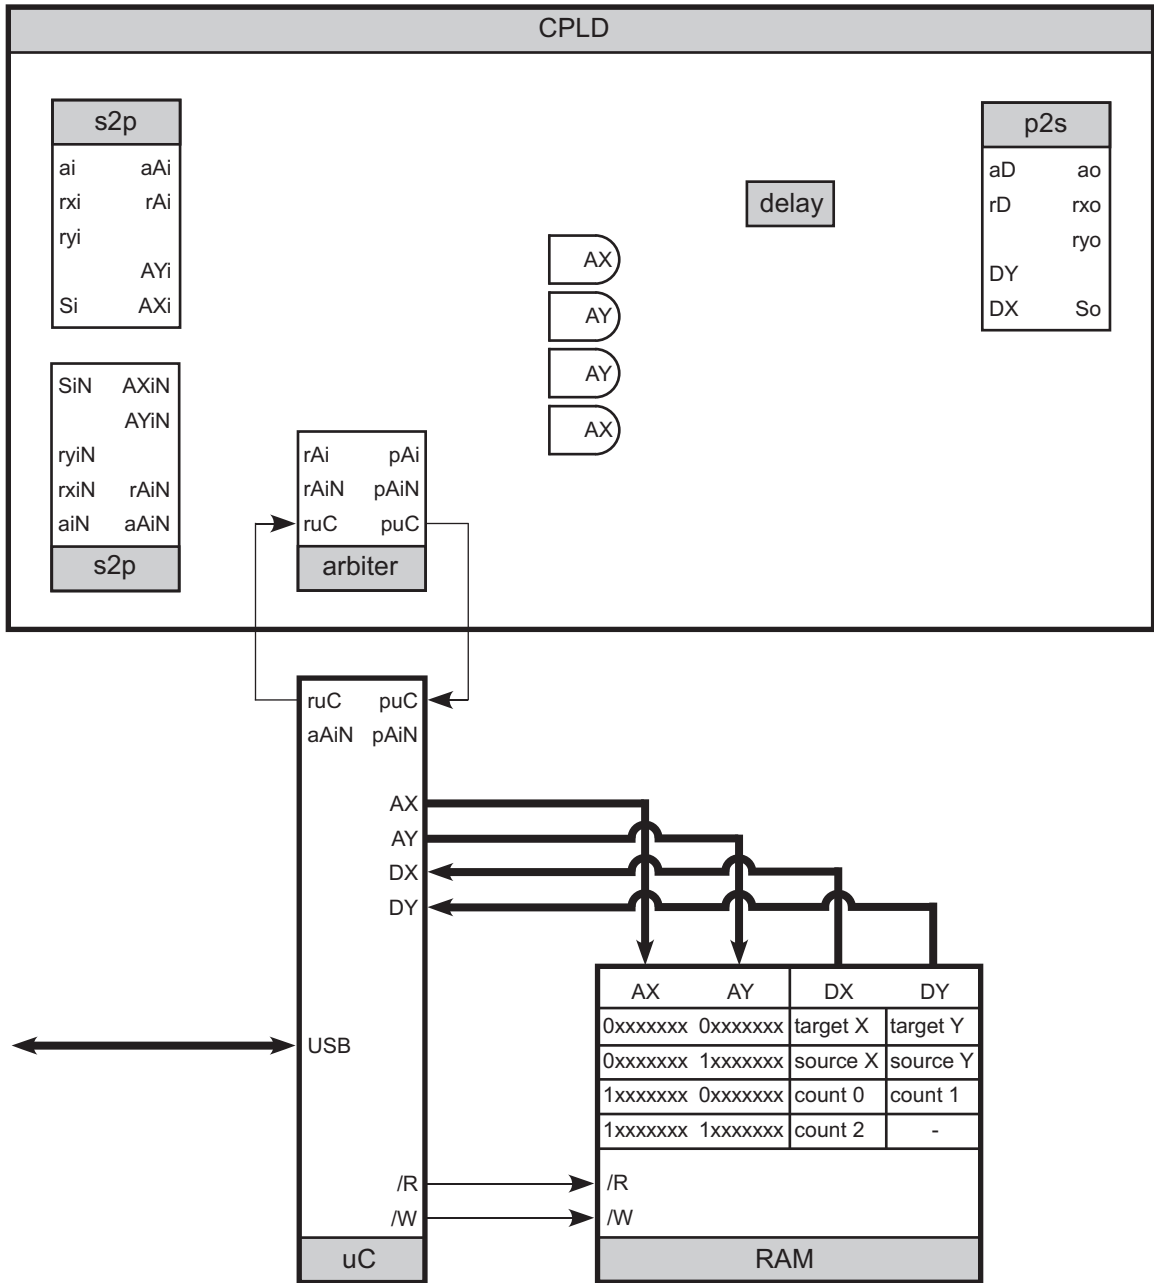 CPLD
s2p
ai aAi
rxi rAi
ryi
AYi
Si AXi
p2s
aD ao
rD rxo
ryo
DY
DX So
delay
AX
AY
AY
AX
SiN AXiN
AYiN
ryiN
rxiN rAiN
aiN aAiN
s2p
rAi pAi
rAiN pAiN
ruC puC
arbiter
ruC puC
aAiN pAiN
AX
AY
DX
DY
USB
/R
/W
uC
AX AY DX DY
0xxxxxxx 0xxxxxxx target X target Y
0xxxxxxx 1xxxxxxx source X source Y
1xxxxxxx 0xxxxxxx count 0 count 1
1xxxxxxx 1xxxxxxx count 2 -
/R
/W
RAM